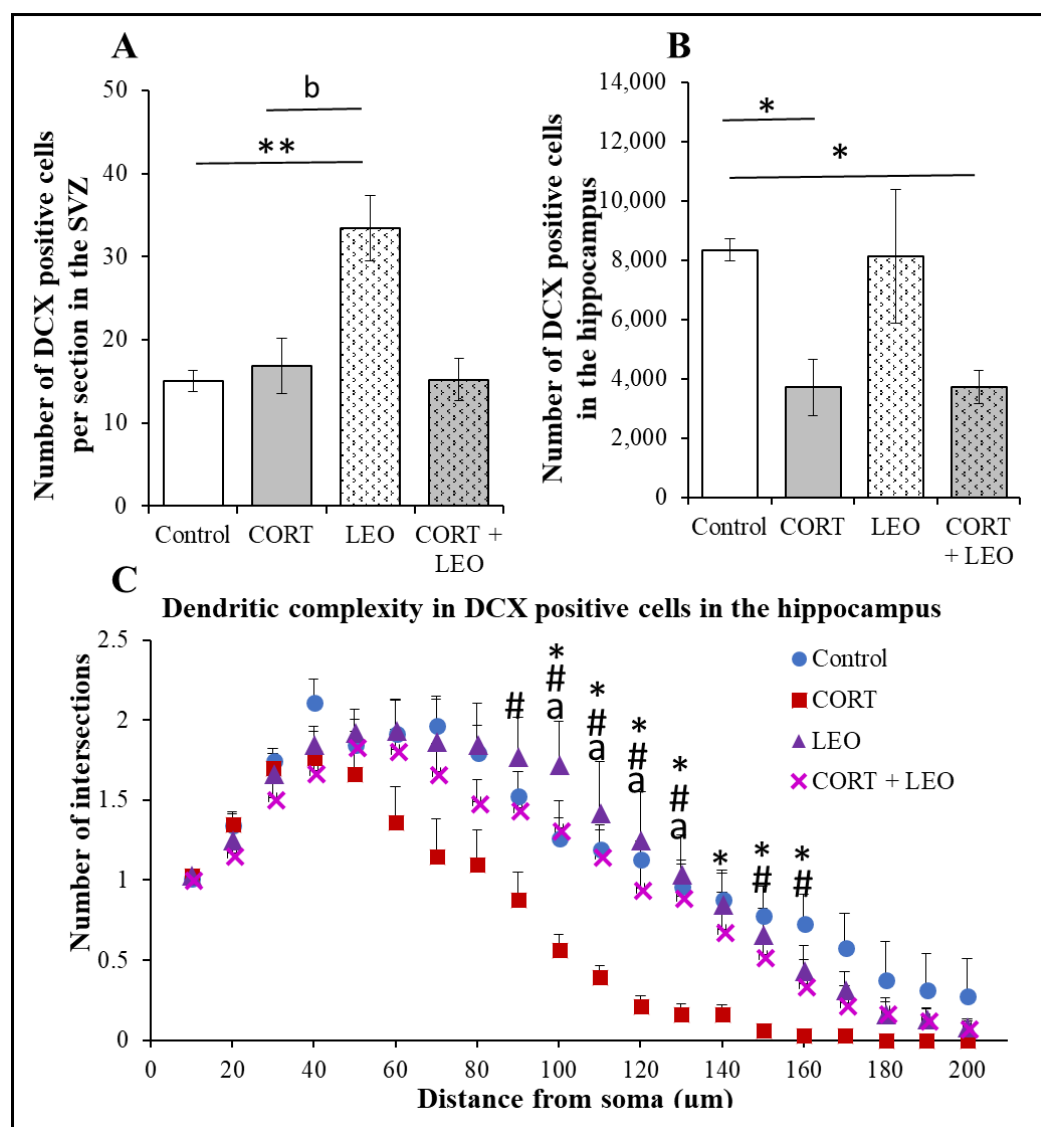 A
Number of DCX positive cells
per section in the SVZ
50
40
30
20
10
0
b
**
Control
CORT
LEO
CORT +
LEO
B
Number of DCX positive cells
in the hippocampus
14,000
12,000
10,000
8,000
6,000
4,000
2,000
0
*
*
Control
CORT
LEO
CORT
+ LEO
C
Dendritic complexity in DCX positive cells in the hippocampus
Number of intersections
2.5
2
1.5
1
0.5
0
#
*
#
a
*
#
a
*
#
a
*
#
a
*
*
#
*
#
Control
CORT
LEO
CORT + LEO
0 20 40 60 80 100 120 140 160 180 200
Distance from soma (µm)